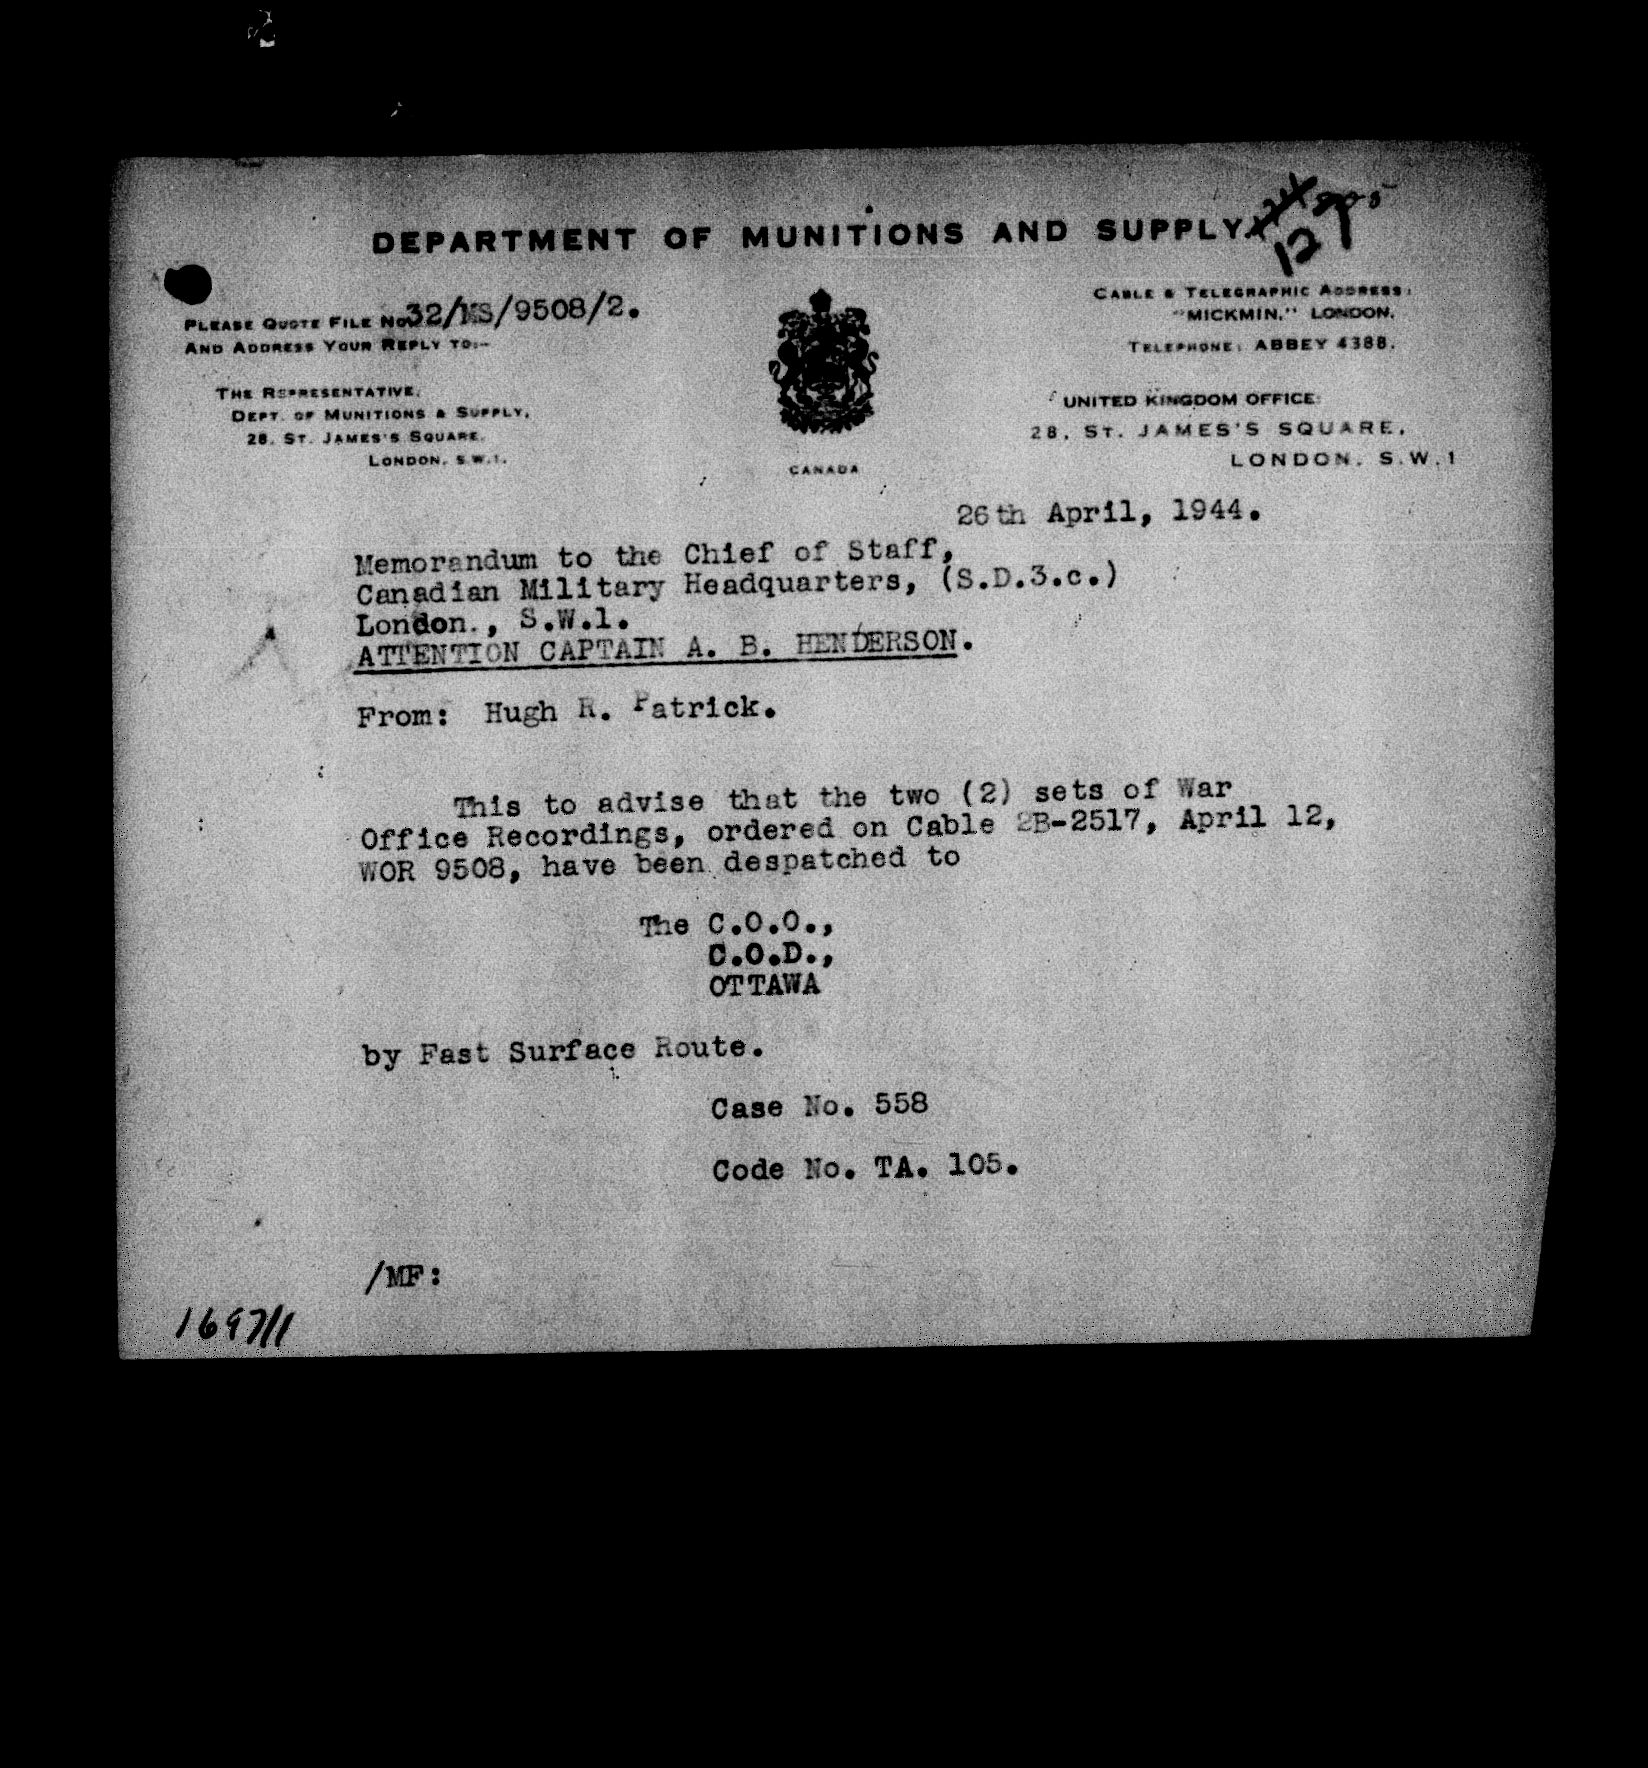 DEPARTMENT OF MUNITIONS AND SUPPLY
127
PLEASE QUOTE FILE No. 32/MS/9508/2.
AND ADDRESS YOUR REPLY TO:-
THE REPRESENTATIVE,
DEPT. OF MUNITIONS & SUPPLY,
28, ST. JAMES'S SQUARE,
LONDON, S.W.1.
CANADA
CABLE & TELEGRAPHIC ADDRESS:
"MICKMIN," LONDON.
TELEPHONE: ABBEY 4388.
UNITED KINGDOM OFFICE:
28, ST. JAMES'S SQUARE,
LONDON, S.W.1
26th April, 1944.
Memorandum to the Chief of Staff,
Canadian Military Headquarters, (S.D.3.c.)
London., S.W.1.
ATTENTION CAPTAIN A. B. HENDERSON.
From: Hugh R. Patrick.
This to advise that the two (2) sets of War
Office Recordings, ordered on Cable 2B-2517, April 12,
WOR 9508, have been despatched to
The C.O.O.,
C.O.D.,
OTTAWA
by Fast Surface Route.
Case No. 558
Code No. TA. 105.
/MF:
1697/1